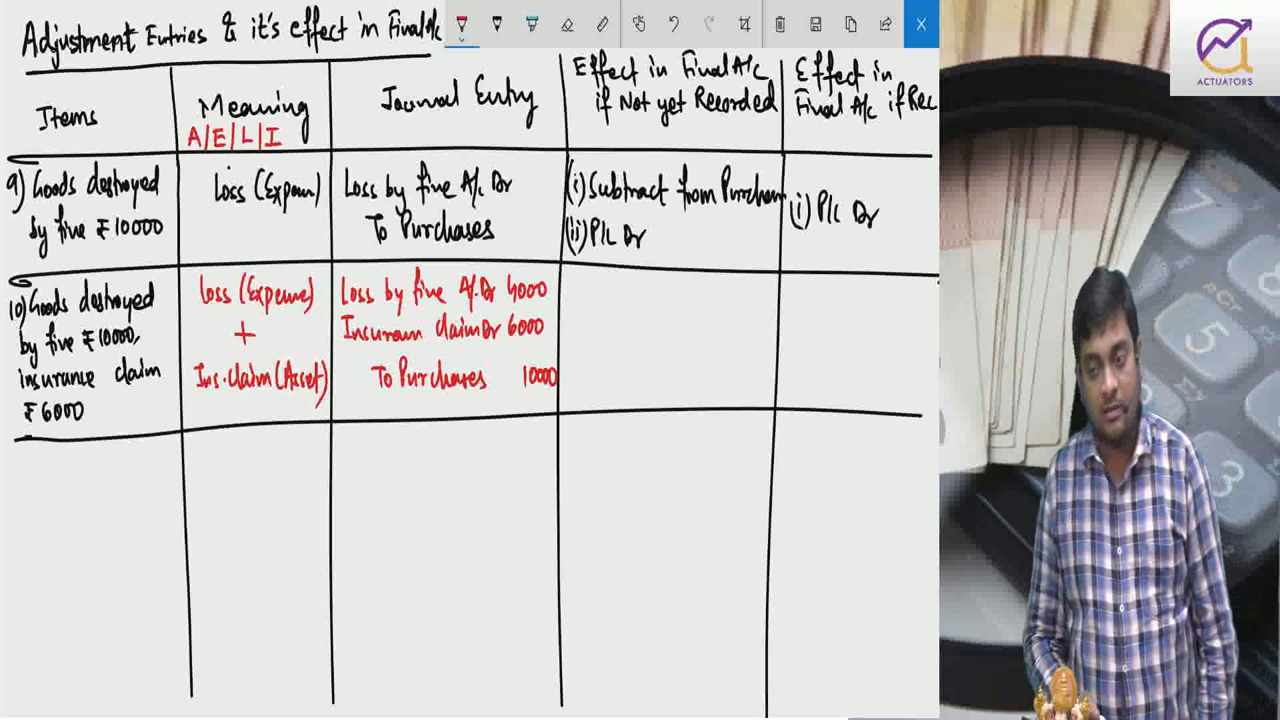 Adjustment Entries & it's effect in Final A/c
Items
Meaning
A/E/L/I
Journal Entry
Effect in Final A/c
if Not yet Recorded
Effect in
Final A/c if Rec
9) Goods destroyed
by fire ₹ 10000
Loss (Expense)
Loss by fire A/c Dr
To Purchases
(i) Subtract from Purchases
(ii) P/L Dr
(i) P/L Dr
10) Goods destroyed
by fire ₹ 10000,
insurance claim
₹ 6000
Loss (Expense)
+
Ins. claim (Asset)
Loss by fire A/c Dr 4000
Insurance claim Dr 6000
To Purchases 10000
ACTUATORS
7
5
3